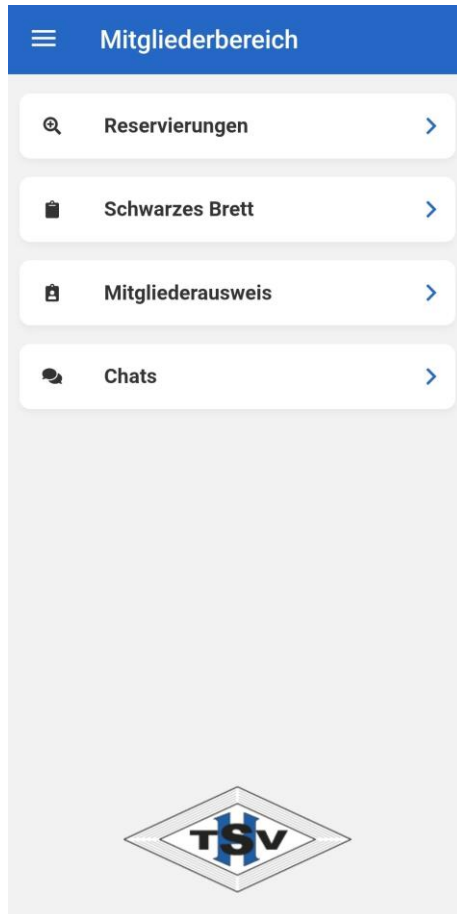 Mitgliederbereich
Reservierungen
Schwarzes Brett
Mitgliederausweis
Chats
TSV